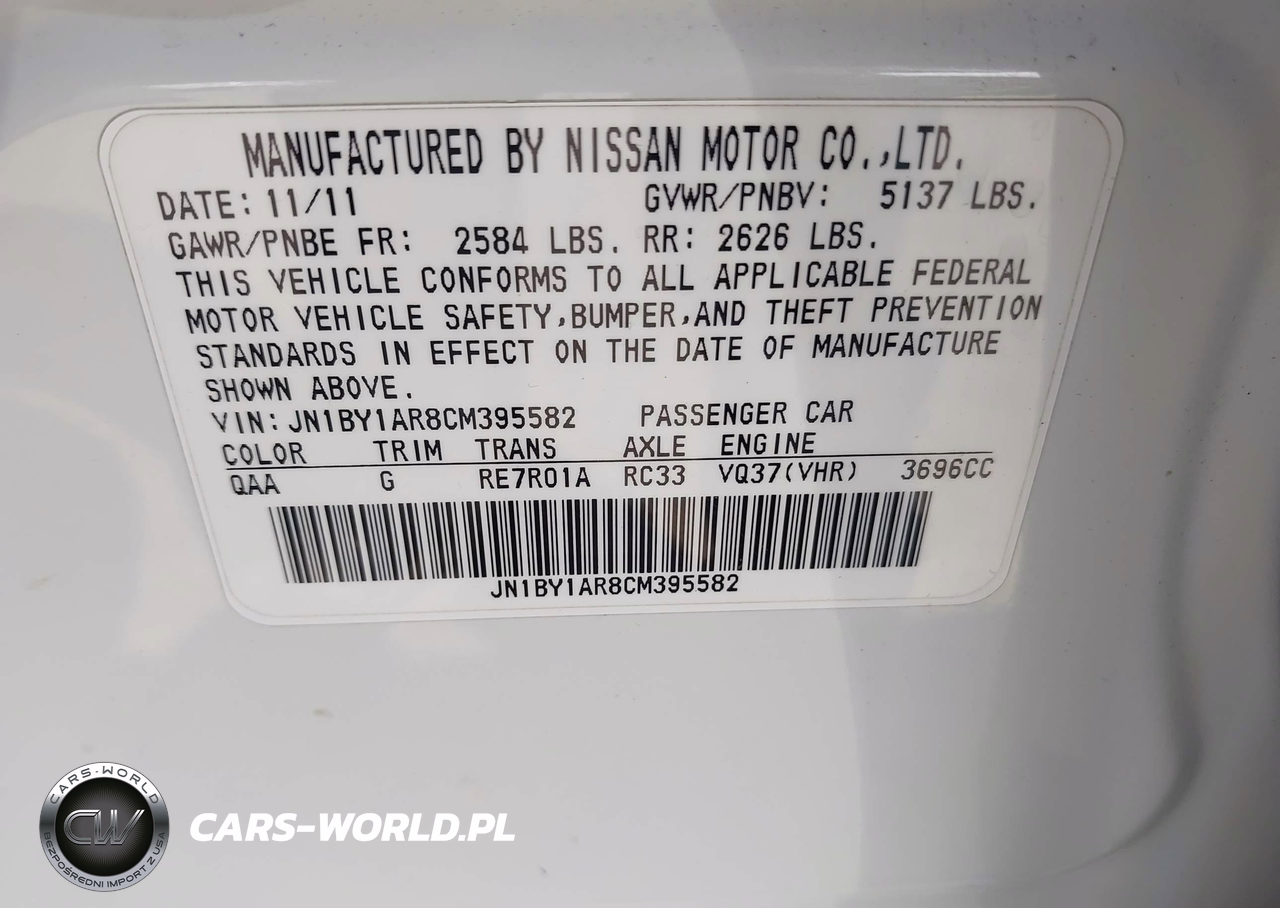 MANUFACTURED BY NISSAN MOTOR CO.,LTD.
DATE: 11/11 GVWR/PNBV: 5137 LBS.
GAWR/PNBE FR: 2584 LBS. RR: 2626 LBS.
THIS VEHICLE CONFORMS TO ALL APPLICABLE FEDERAL
MOTOR VEHICLE SAFETY,BUMPER,AND THEFT PREVENTION
STANDARDS IN EFFECT ON THE DATE OF MANUFACTURE
SHOWN ABOVE.
VIN: JN1BY1AR8CM395582 PASSENGER CAR
COLOR TRIM TRANS AXLE ENGINE
QAA G RE7R01A RC33 VQ37(VHR) 3696CC
JN1BY1AR8CM395582
CARS-WORLD
CW
BEZPOŚREDNI IMPORT Z USA
CARS-WORLD.PL